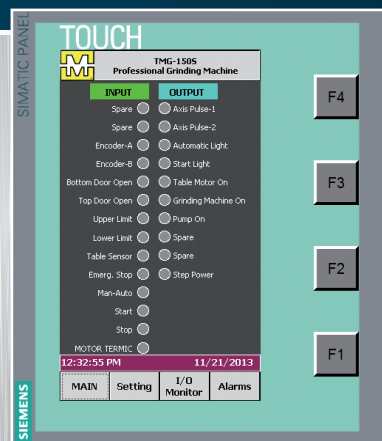 SIMATIC PANEL
TOUCH
TMG-150S
Professional Grinding Machine
INPUT OUTPUT
Spare Axis Pulse-1
Spare Axis Pulse-2
Encoder-A Automatic Light
Encoder-B Start Light
Bottom Door Open Table Motor On
Top Door Open Grinding Machine On
Upper Limit Pump On
Lower Limit Spare
Table Sensor Spare
Emerg. Stop Step Power
Man-Auto
Start
Stop
MOTOR TERMIC
12:32:55 PM 11/21/2013
MAIN Setting I/O Monitor Alarms
F4
F3
F2
F1
SIEMENS